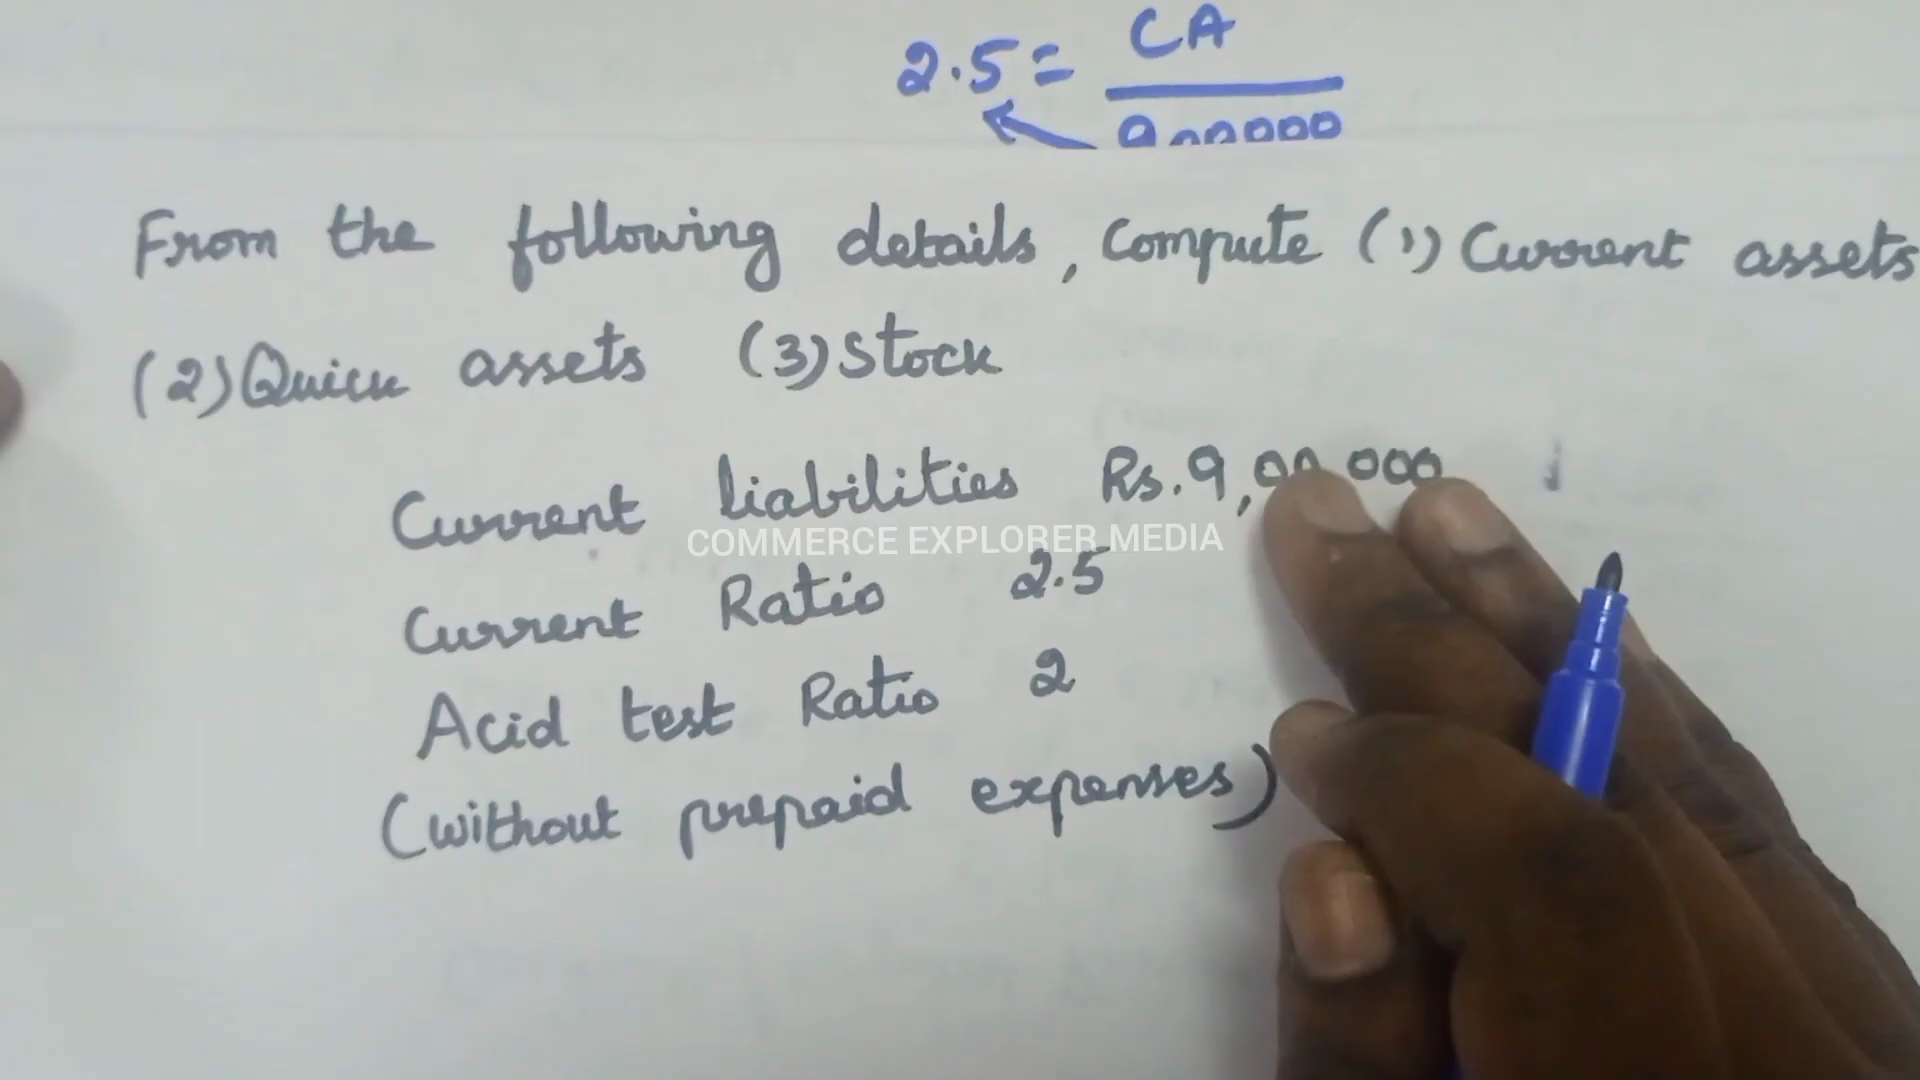 2.5 = CA
900000
From the following details, Compute (1) Current assets
(2) Quick assets (3) Stock
Current liabilities Rs. 9,00,000
COMMERCE EXPLORER MEDIA
Current Ratio 2.5
Acid test Ratio 2
(without prepaid expenses)